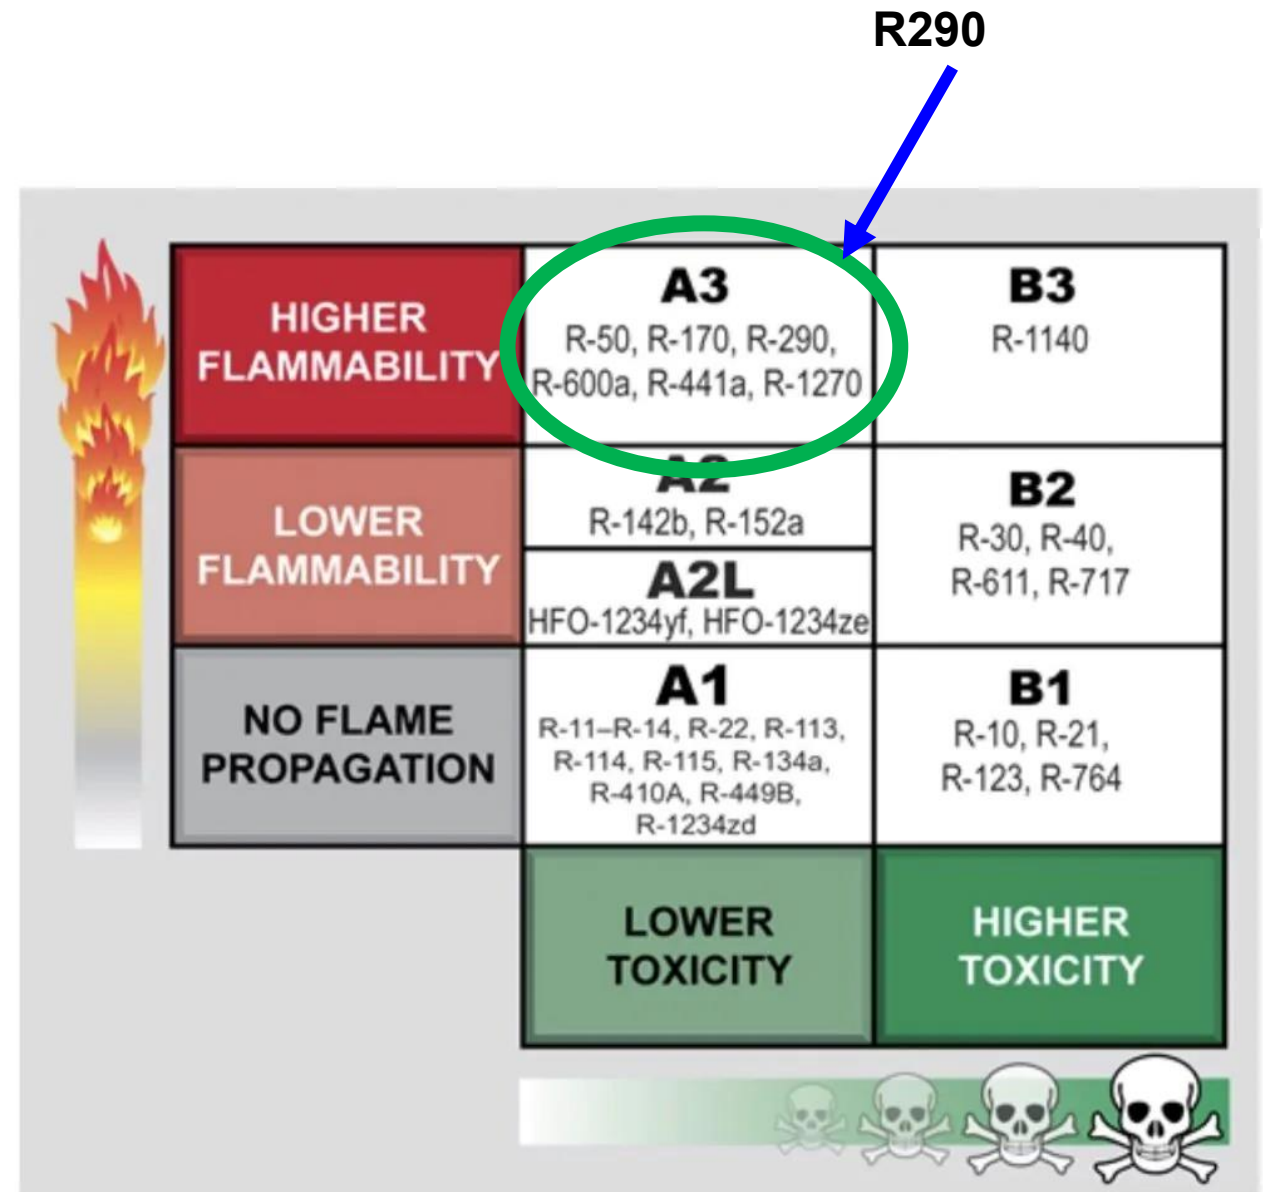 R290
HIGHER
FLAMMABILITY
A3
R-50, R-170, R-290,
R-600a, R-441a, R-1270
B3
R-1140
LOWER
FLAMMABILITY
A2
R-142b, R-152a
A2L
HFO-1234yf, HFO-1234ze
B2
R-30, R-40,
R-611, R-717
NO FLAME
PROPAGATION
A1
R-11–R-14, R-22, R-113,
R-114, R-115, R-134a,
R-410A, R-449B,
R-1234zd
B1
R-10, R-21,
R-123, R-764
LOWER
TOXICITY
HIGHER
TOXICITY